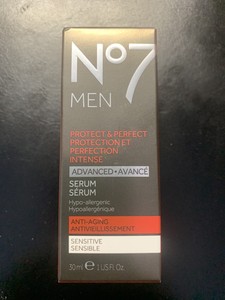 No7
MEN
PROTECT & PERFECT
PROTECTION ET
PERFECTION
INTENSE
ADVANCED • AVANCÉ
SERUM
SÉRUM
Hypo-allergenic
Hypoallergénique
ANTI-AGING
ANTIVIEILLISSEMENT
SENSITIVE
SENSIBLE
30ml e 1 US Fl. Oz.